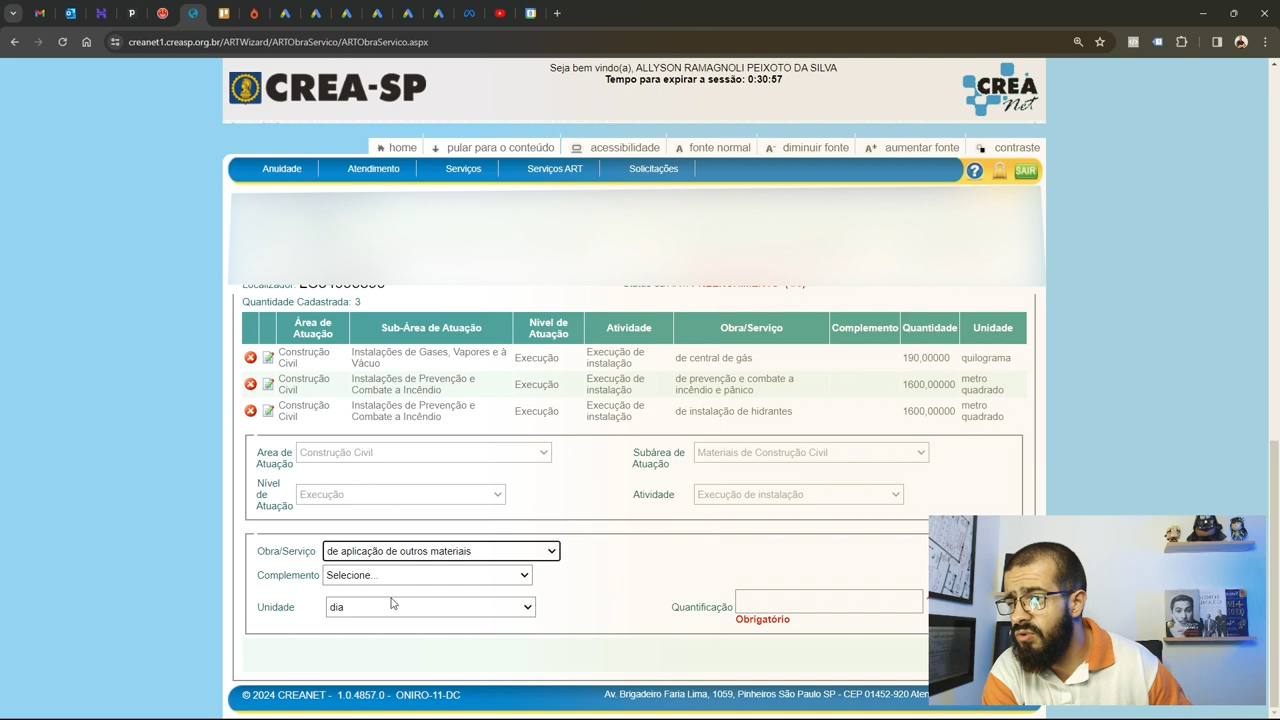 creanet1.creasp.org.br/ARTWizard/ARTObraServico/ARTObraServico.aspx
CREA-SP
Seja bem vindo(a), ALLYSON RAMAGNOLI PEIXOTO DA SILVA
Tempo para expirar a sessão: 0:30:57
CREA
Net
home pular para o conteúdo acessibilidade A fonte normal A- diminuir fonte A+ aumentar fonte contraste
Anuidade Atendimento Serviços Serviços ART Solicitações ? SAIR
Quantidade Cadastrada: 3
Área de Atuação Sub-Área de Atuação Nível de Atuação Atividade Obra/Serviço Complemento Quantidade Unidade
Construção Civil Instalações de Gases, Vapores e à Vácuo Execução Execução de instalação de central de gás 190,00000 quilograma
Construção Civil Instalações de Prevenção e Combate a Incêndio Execução Execução de instalação de prevenção e combate a incêndio e pânico 1600,00000 metro quadrado
Construção Civil Instalações de Prevenção e Combate a Incêndio Execução Execução de instalação de instalação de hidrantes 1600,00000 metro quadrado
Area de Atuação Construção Civil Subárea de Atuação Materiais de Construção Civil
Nível de Atuação Execução Atividade Execução de instalação
Obra/Serviço de aplicação de outros materiais
Complemento Selecione...
Unidade dia Quantificação
Obrigatório
© 2024 CREANET - 1.0.4857.0 - ONIRO-11-DC Av. Brigadeiro Faria Lima, 1059, Pinheiros São Paulo SP - CEP 01452-920